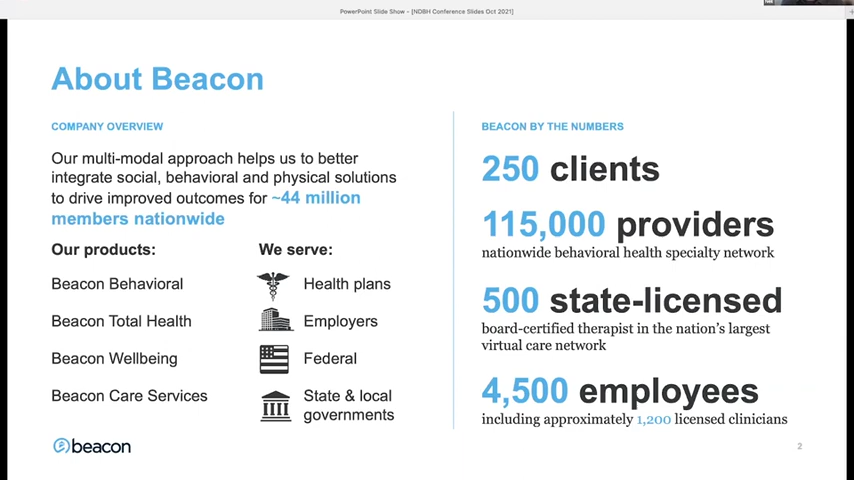 PowerPoint Slide Show - [NDBH Conference Slides Oct 2021]
About Beacon
COMPANY OVERVIEW
Our multi-modal approach helps us to better
integrate social, behavioral and physical solutions
to drive improved outcomes for ~44 million
members nationwide
Our products:
Beacon Behavioral
Beacon Total Health
Beacon Wellbeing
Beacon Care Services
We serve:
Health plans
Employers
Federal
State & local
governments
BEACON BY THE NUMBERS
250 clients
115,000 providers
nationwide behavioral health specialty network
500 state-licensed
board-certified therapist in the nation's largest
virtual care network
4,500 employees
including approximately 1,200 licensed clinicians
beacon
2